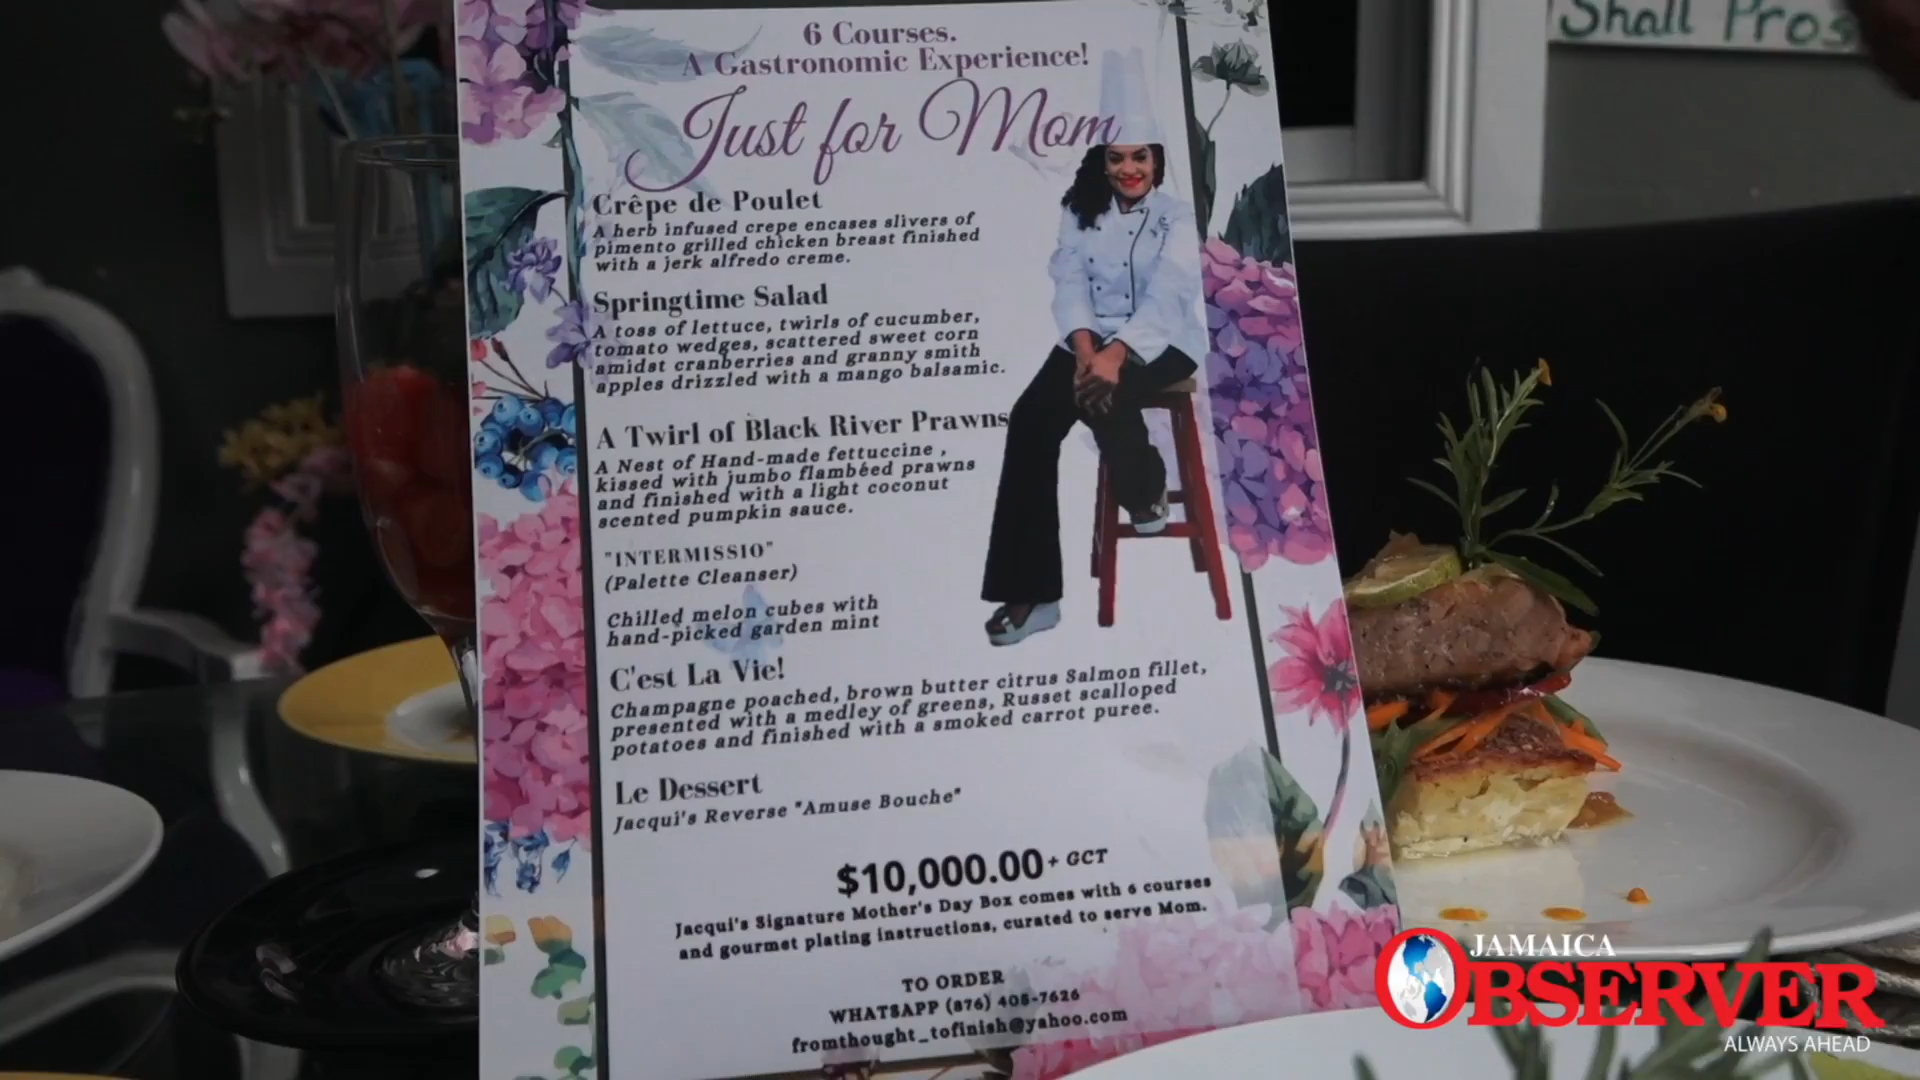 Shall Pros
6 Courses.
A Gastronomic Experience!
Just for Mom
Crêpe de Poulet
A herb infused crepe encases slivers of
pimento grilled chicken breast finished
with a jerk alfredo creme.
Springtime Salad
A toss of lettuce, twirls of cucumber,
tomato wedges, scattered sweet corn
amidst cranberries and granny smith
apples drizzled with a mango balsamic.
A Twirl of Black River Prawns
A Nest of Hand-made fettuccine ,
kissed with jumbo flambéed prawns
and finished with a light coconut
scented pumpkin sauce.
"INTERMISSIO"
(Palette Cleanser)
Chilled melon cubes with
hand-picked garden mint
C'est La Vie!
Champagne poached, brown butter citrus Salmon fillet,
presented with a medley of greens, Russet scalloped
potatoes and finished with a smoked carrot puree.
Le Dessert
Jacqui's Reverse "Amuse Bouche"
$10,000.00+ GCT
Jacqui's Signature Mother's Day Box comes with 6 courses
and gourmet plating instructions, curated to serve Mom.
TO ORDER
WHATSAPP (876) 408-7626
fromthought_tofinish@yahoo.com
JAMAICA
OBSERVER
ALWAYS AHEAD